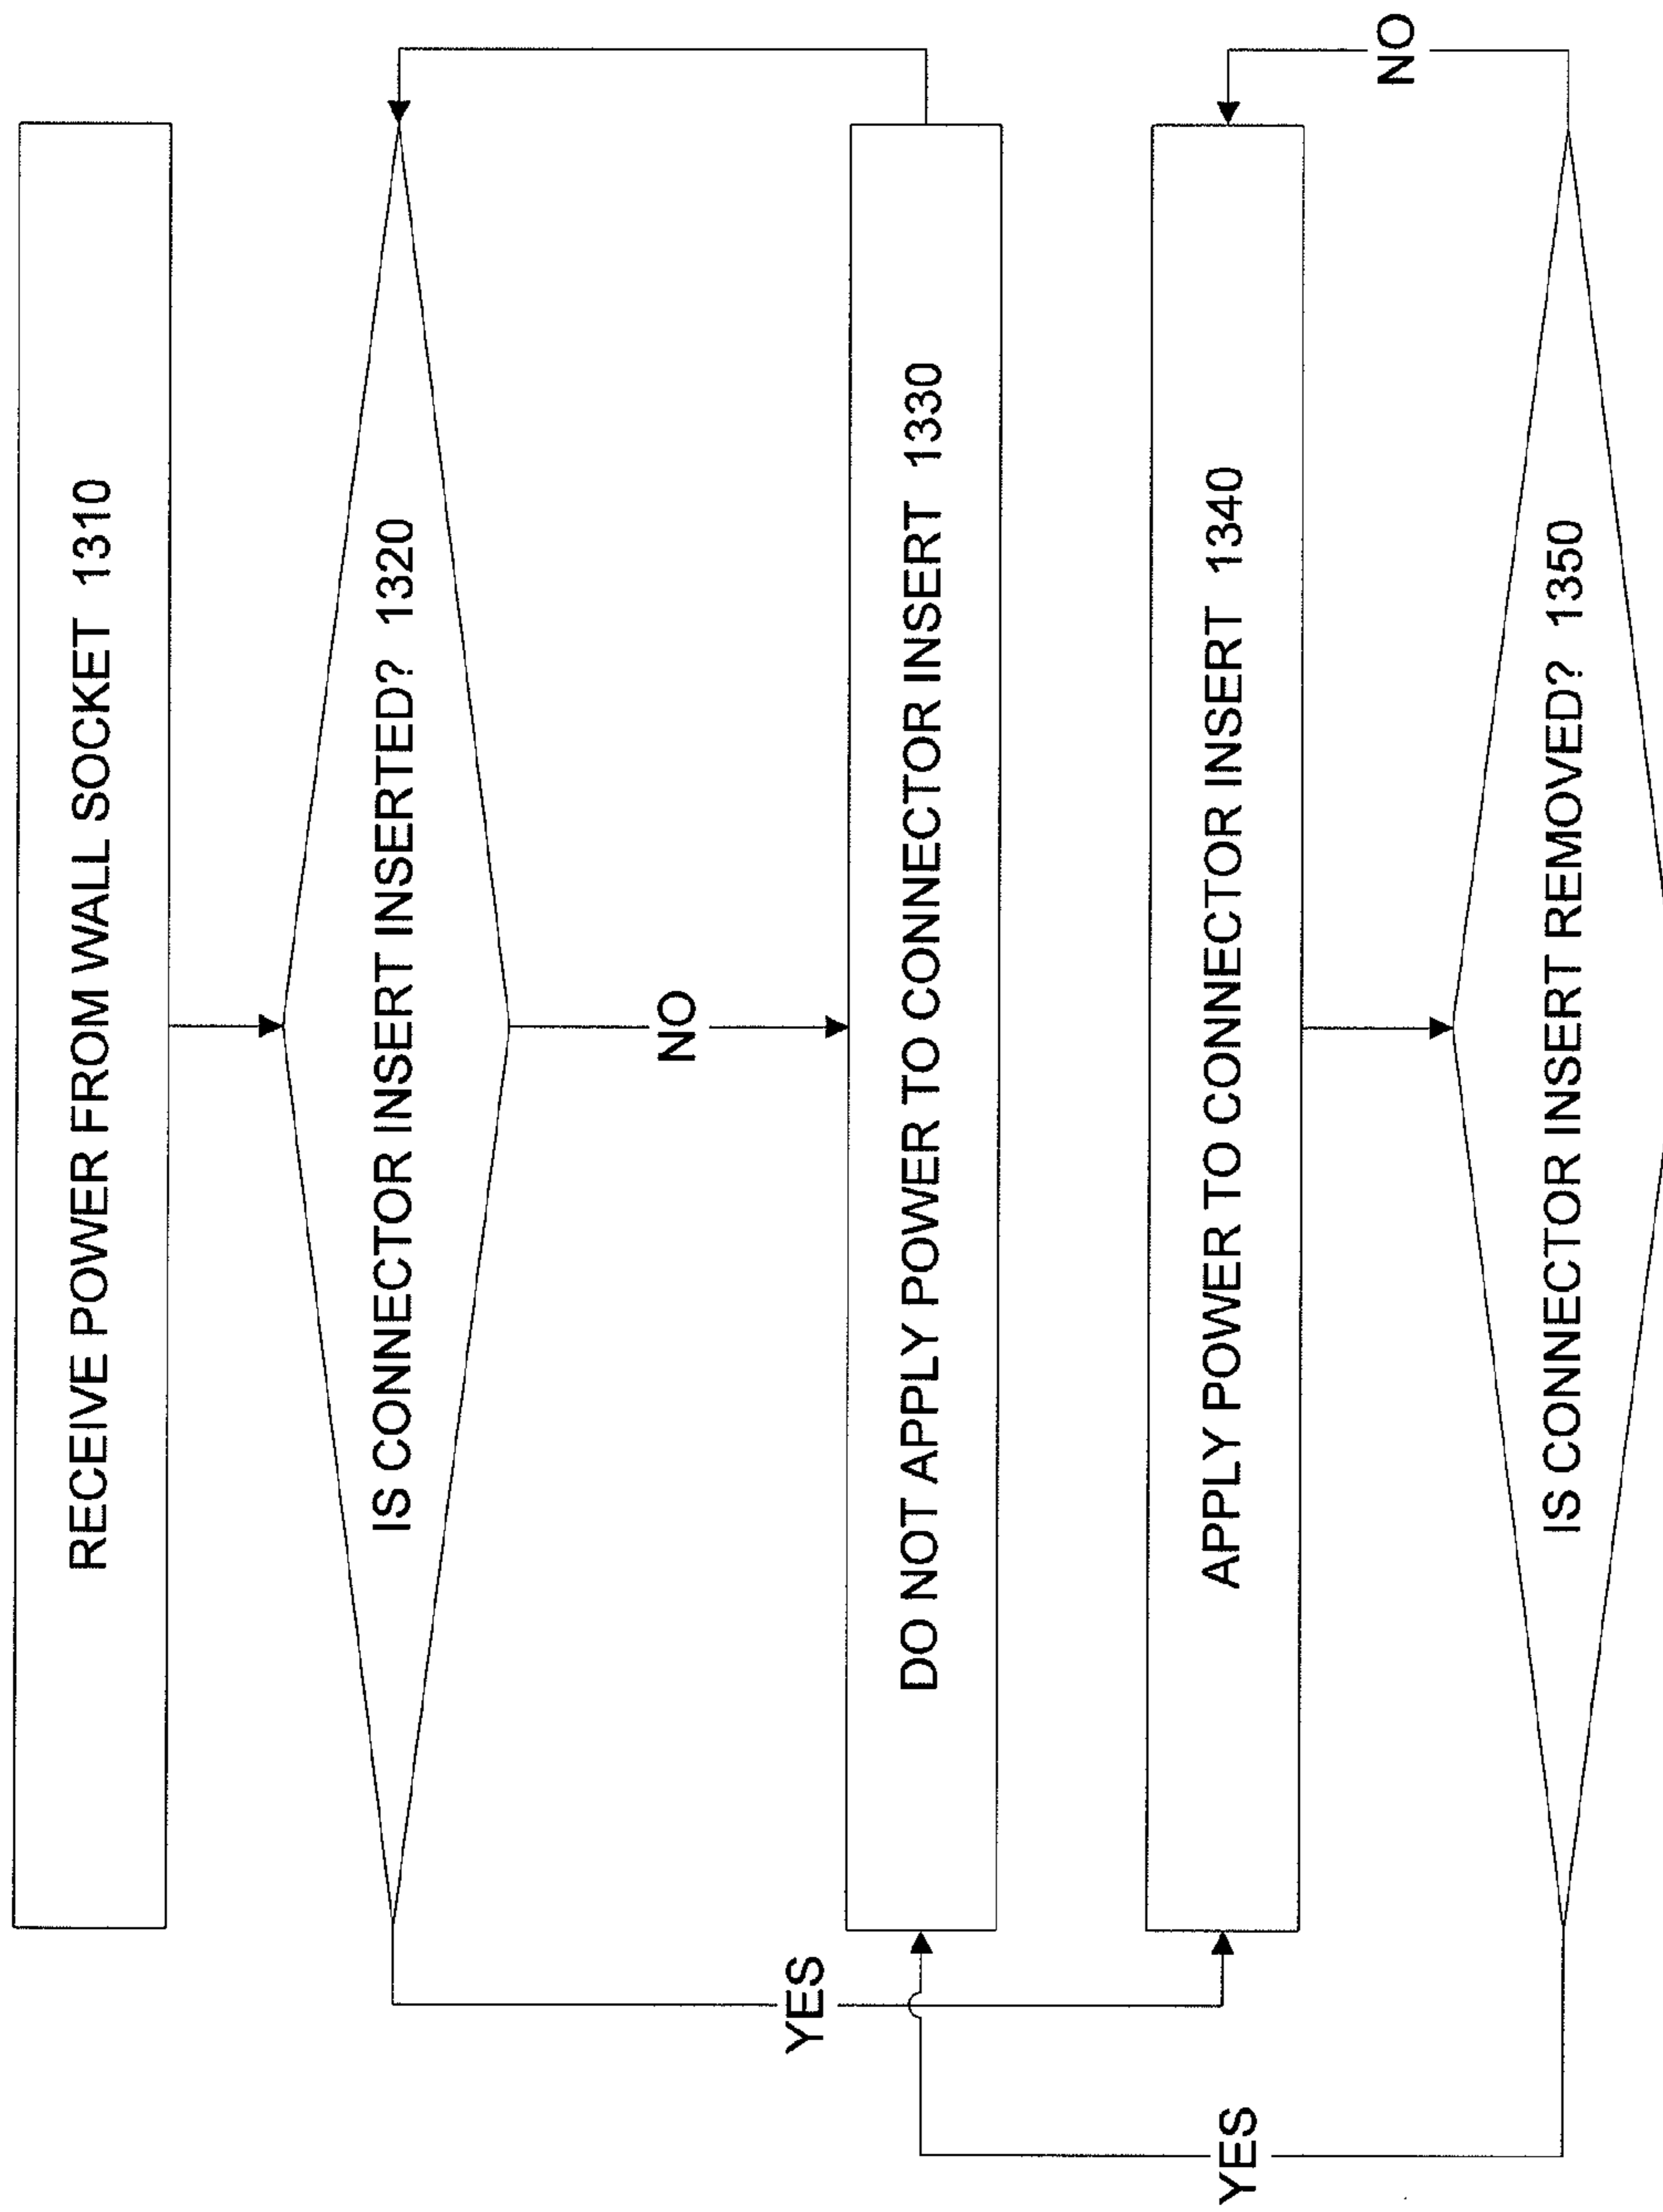 RECEIVE POWER FROM WALL SOCKET 1310
IS CONNECTOR INSERT INSERTED? 1320
NO
YES
DO NOT APPLY POWER TO CONNECTOR INSERT 1330
APPLY POWER TO CONNECTOR INSERT 1340
NO
YES
IS CONNECTOR INSERT REMOVED? 1350